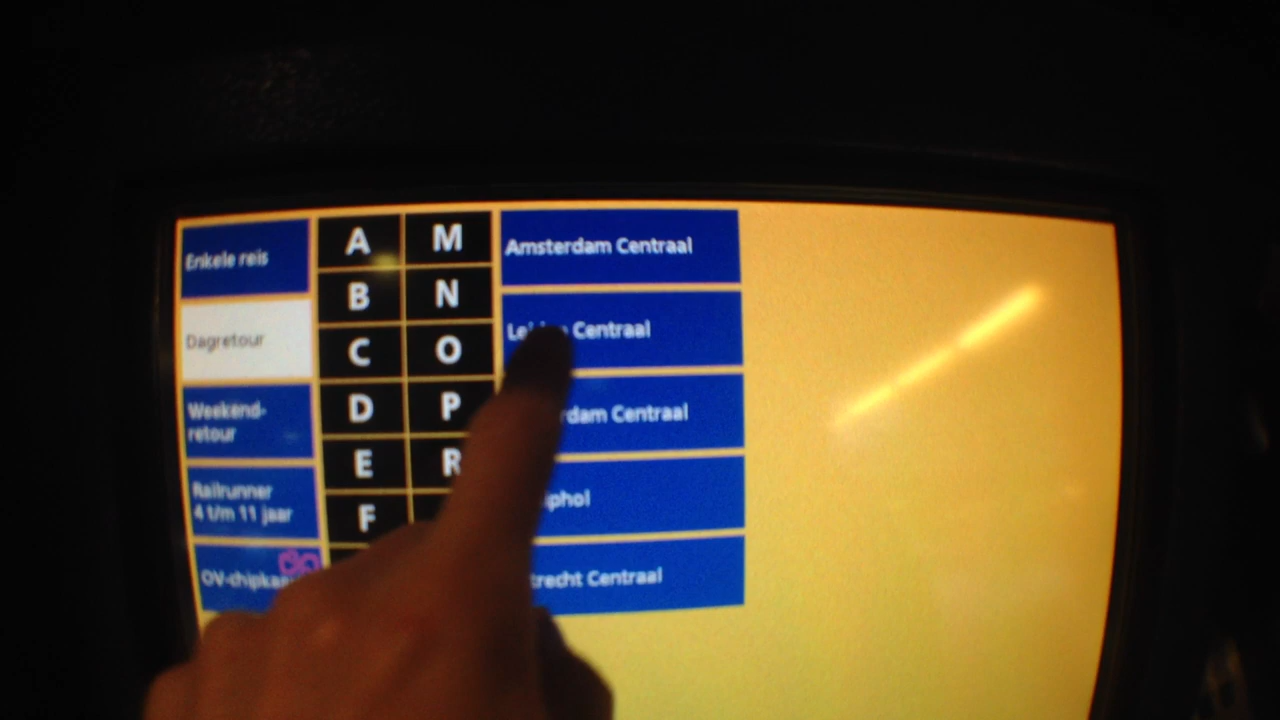 Enkele reis
Dagretour
Weekend-
retour
Railrunner
4 t/m 11 jaar
A
B
C
D
E
F
M
N
O
P
R
Amsterdam Centraal
Centraal
Centraal
Centraal